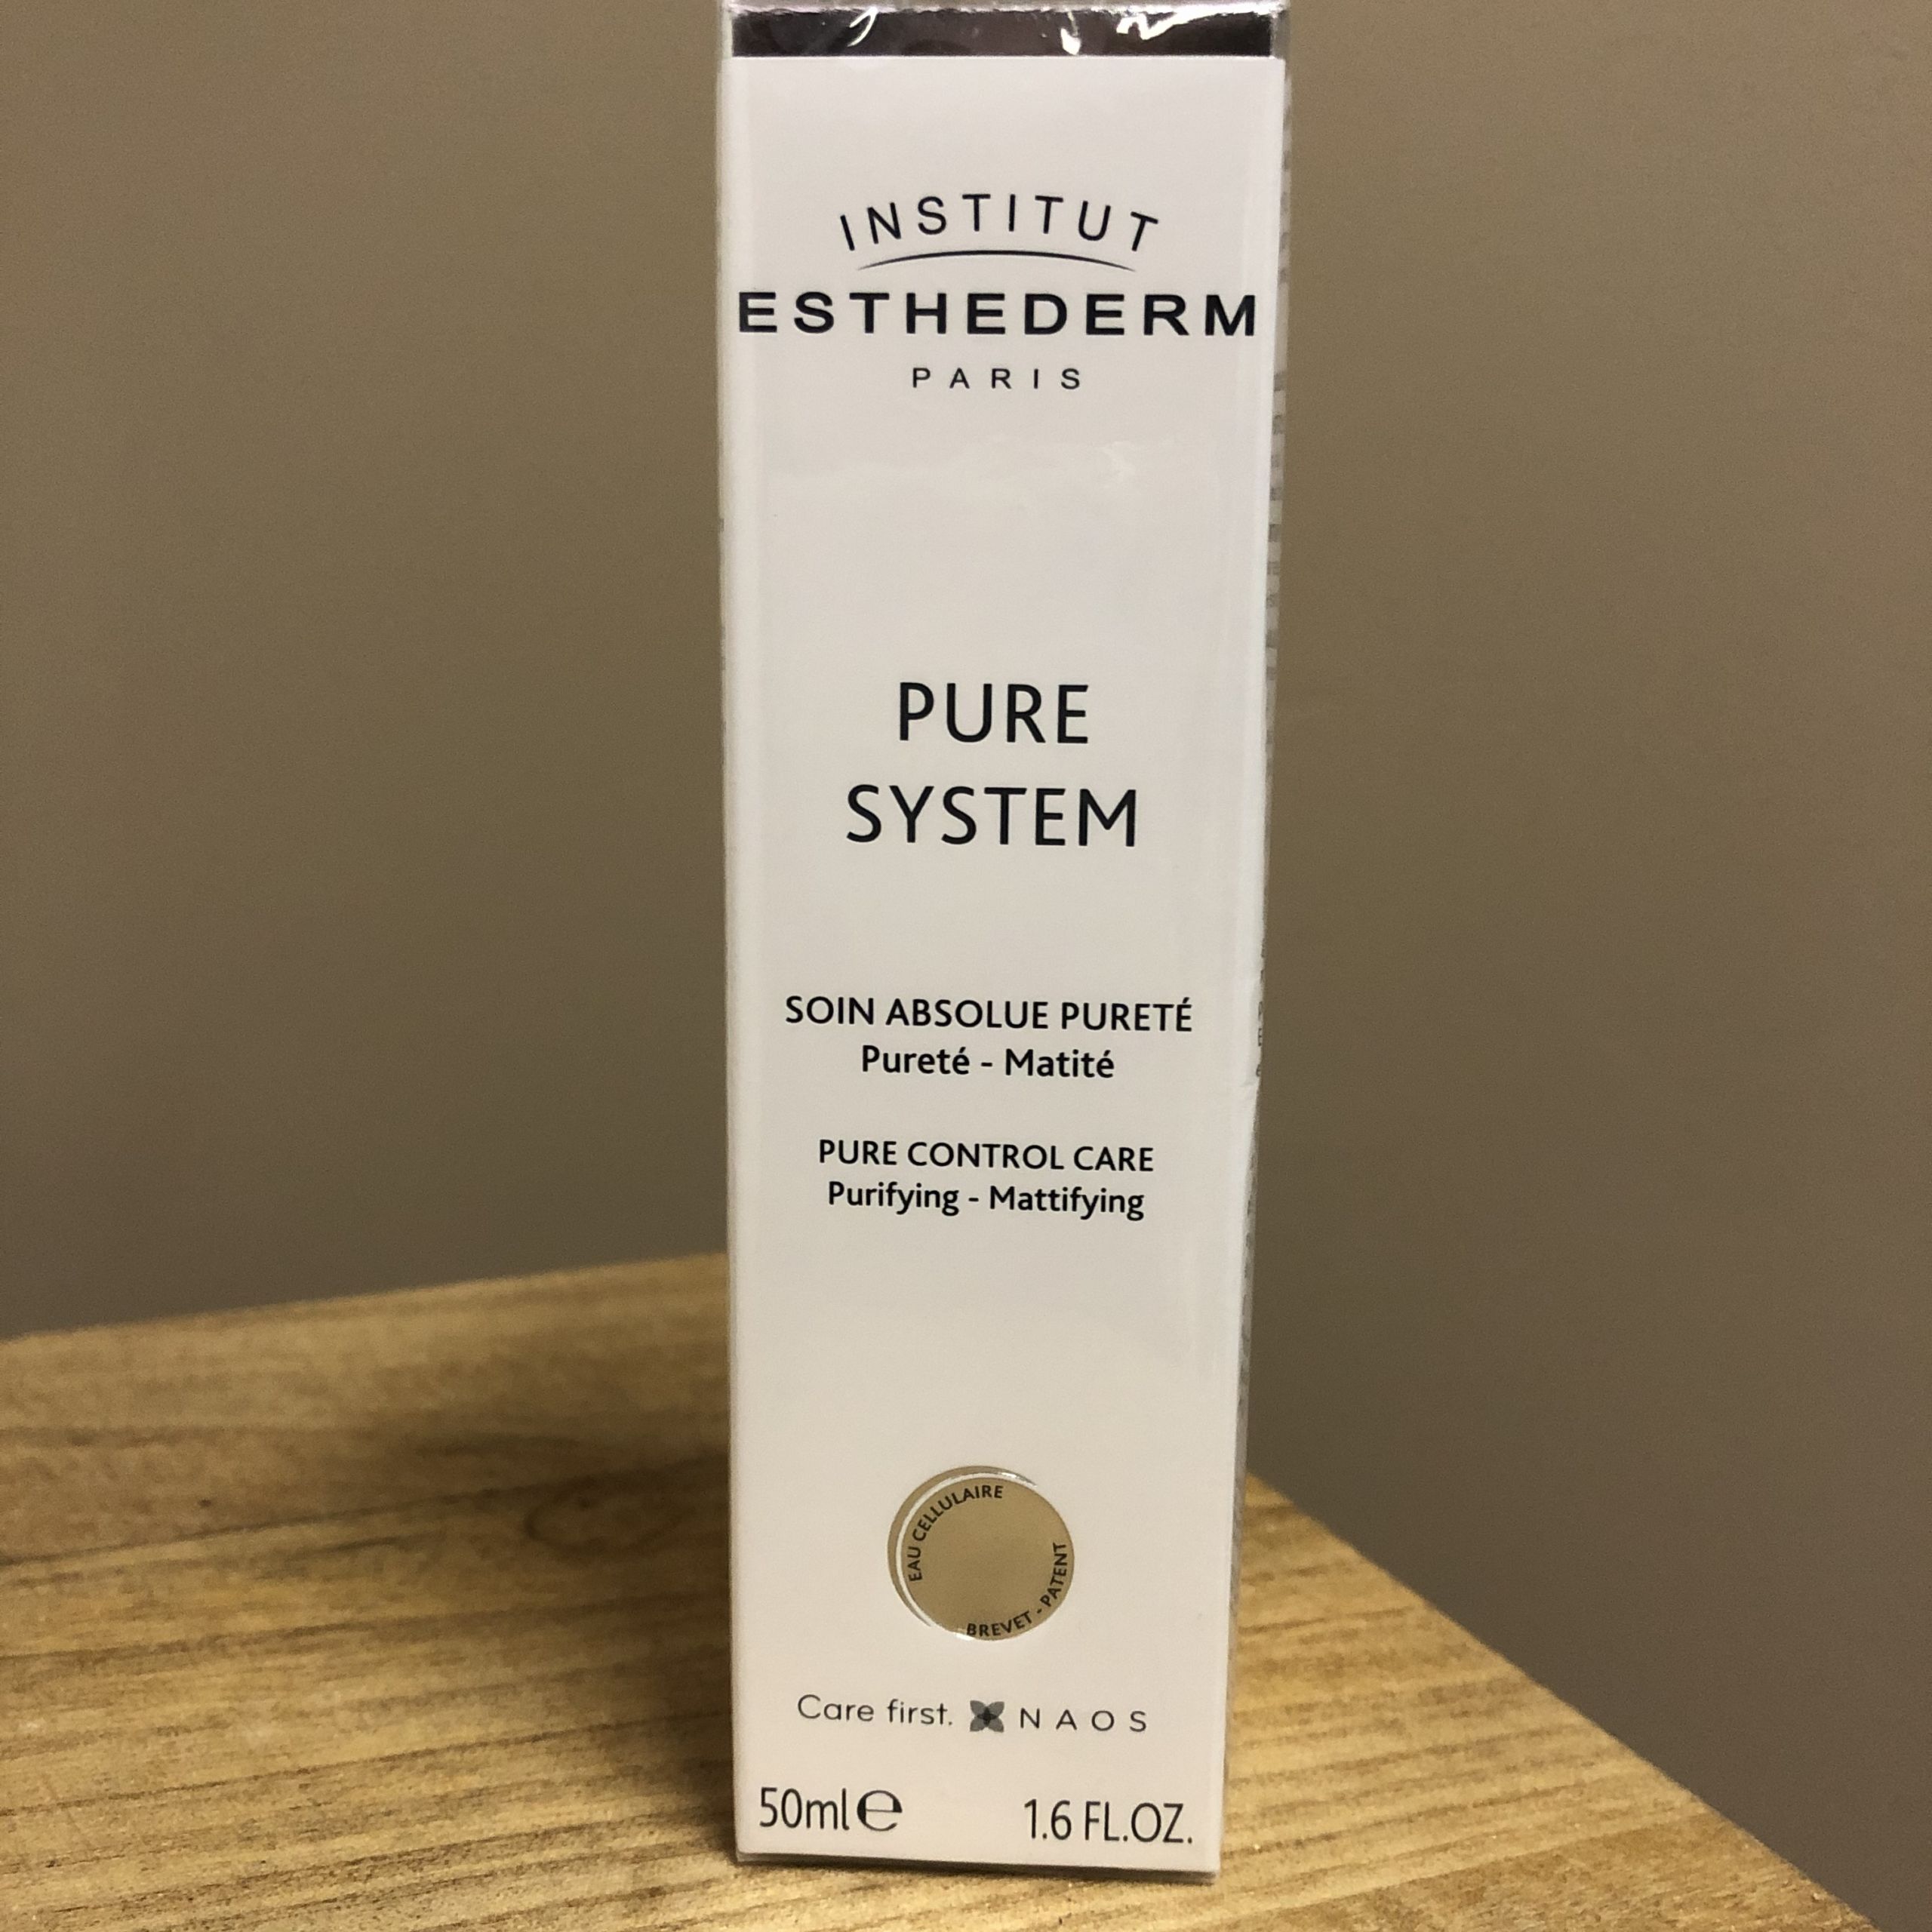 INSTITUT
ESTHEDERM
PARIS
PURE
SYSTEM
SOIN ABSOLUE PURETÉ
Pureté - Matité
PURE CONTROL CARE
Purifying - Mattifying
EAU CELLULAIRE
BREVET - PATENT
Care first. NAOS
50ml℮ 1.6 FL.OZ.